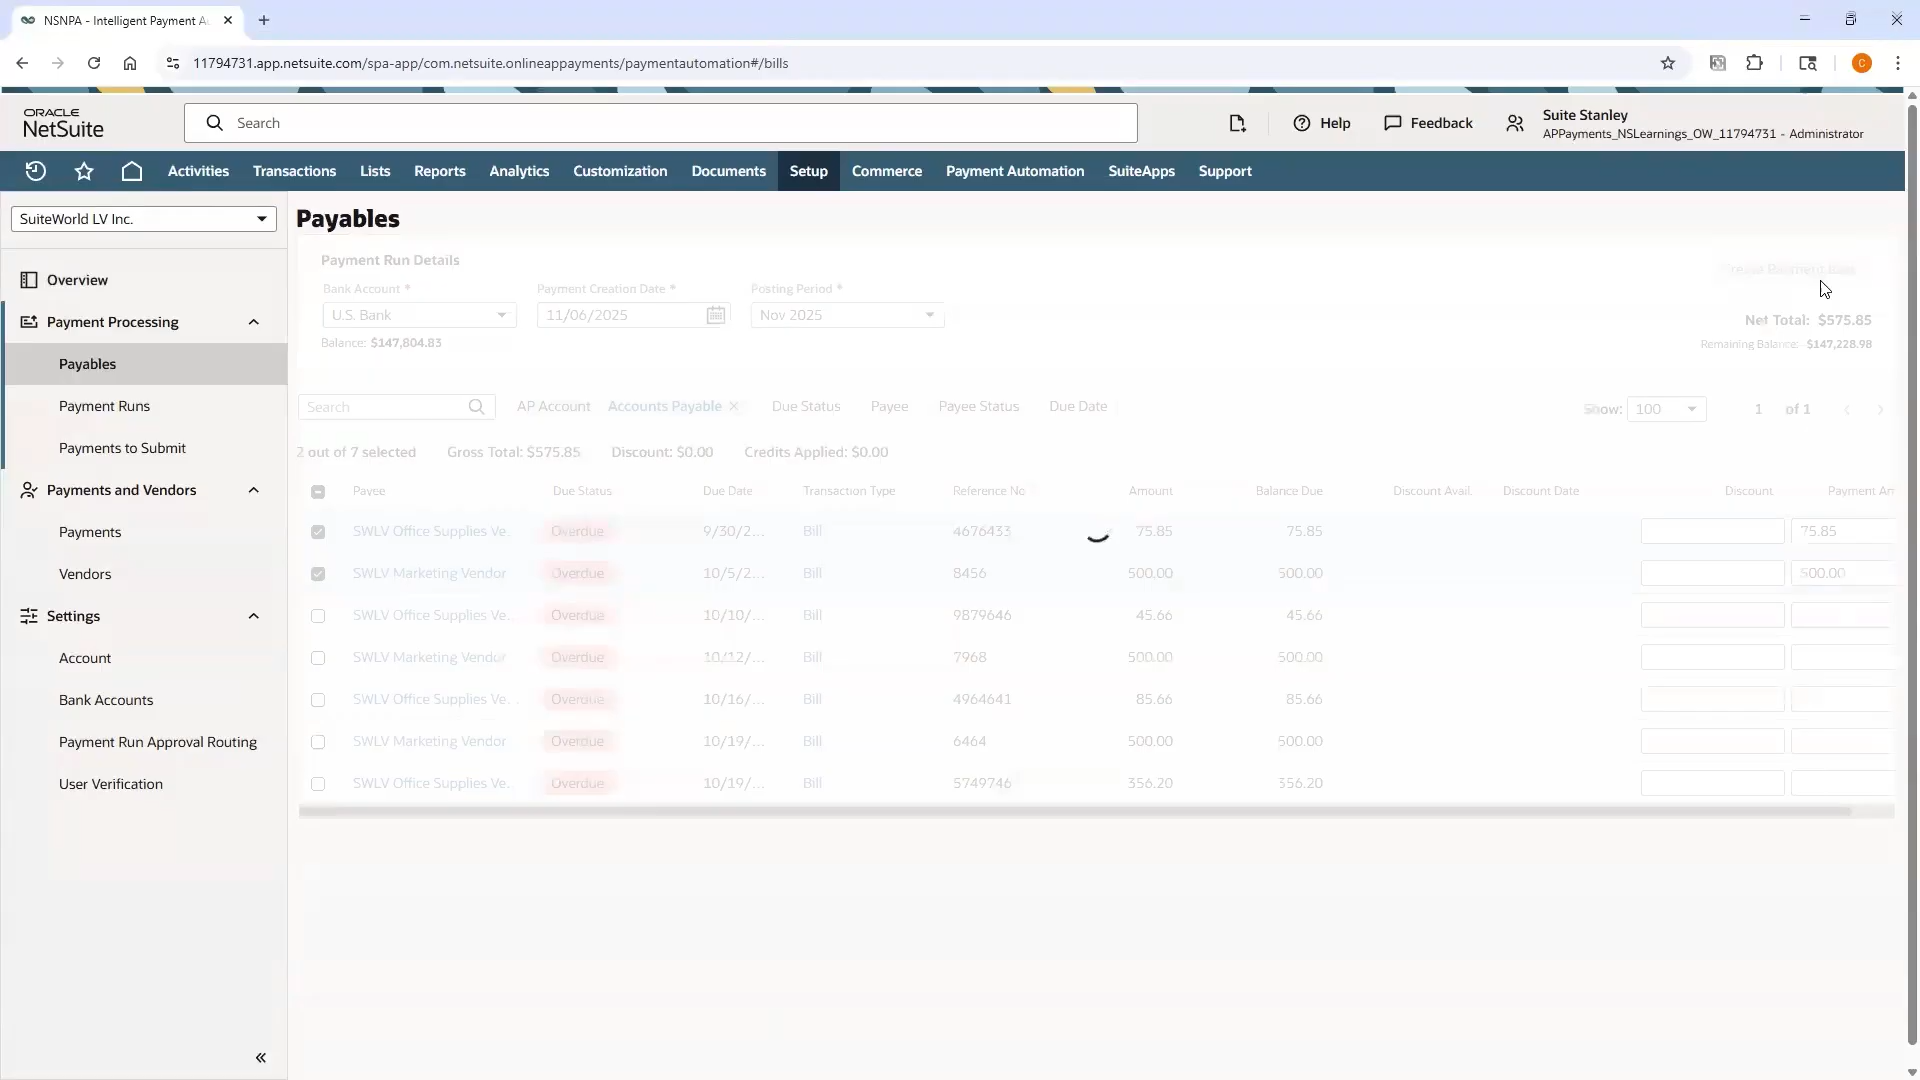 NSNPA - Intelligent Payment A
11794731.app.netsuite.com/spa-app/com.netsuite.onlineappayments/paymentautomation#/bills
C
ORACLE
NetSuite
Search
Help
Feedback
Suite Stanley
APPayments_NSLearnings_OW_11794731 - Administrator
Activities
Transactions
Lists
Reports
Analytics
Customization
Documents
Setup
Commerce
Payment Automation
SuiteApps
Support
SuiteWorld LV Inc.
Overview
Payment Processing
Payables
Payment Runs
Payments to Submit
Payments and Vendors
Payments
Vendors
Settings
Account
Bank Accounts
Payment Run Approval Routing
User Verification
Payables
Payment Run Details
Create Payment Run
Bank Account *
Payment Creation Date *
Posting Period *
U.S. Bank
11/06/2025
Nov 2025
Balance: $147,804.83
Net Total: $575.85
Remaining Balance: $147,228.98
Search
AP Account
Accounts Payable
Due Status
Payee
Payee Status
Due Date
Show: 100
1 of 1
2 out of 7 selected
Gross Total: $575.85
Discount: $0.00
Credits Applied: $0.00
Payee Due Status Due Date Transaction Type Reference No Amount Balance Due Discount Avail. Discount Date Discount Payment Am
SWLV Office Supplies Ve... Overdue 9/30/2... Bill 4676433 75.85 75.85 75.85
SWLV Marketing Vendor Overdue 10/5/2... Bill 8456 500.00 500.00 500.00
SWLV Office Supplies Ve... Overdue 10/10/... Bill 9879646 45.66 45.66
SWLV Marketing Vendor Overdue 10/12/... Bill 7968 500.00 500.00
SWLV Office Supplies Ve... Overdue 10/16/... Bill 4964641 85.66 85.66
SWLV Marketing Vendor Overdue 10/19/... Bill 6464 500.00 500.00
SWLV Office Supplies Ve... Overdue 10/19/... Bill 5749746 356.20 356.20